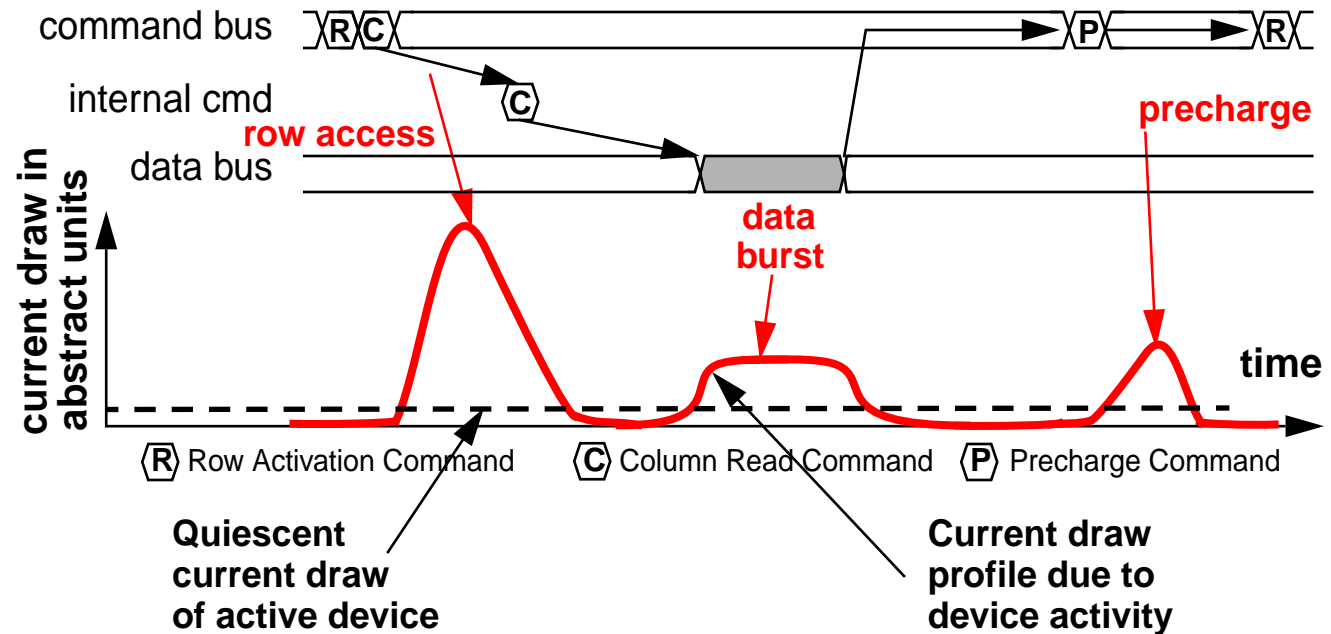 command bus
R
C
P
R
internal cmd
C
row access
precharge
data bus
current draw in
abstract units
data
burst
time
R Row Activation Command
C Column Read Command
P Precharge Command
Quiescent
current draw
of active device
Current draw
profile due to
device activity